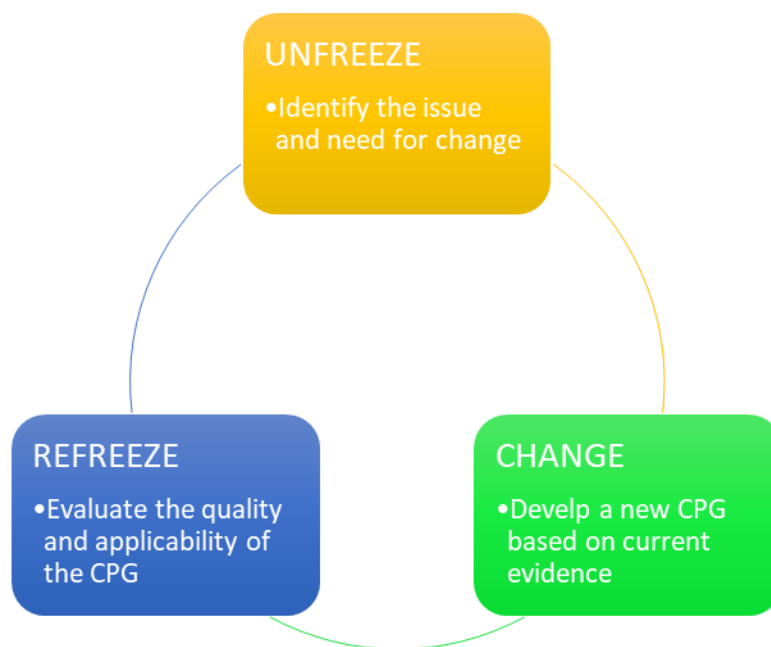 UNFREEZE
•Identify the issue
and need for change
REFREEZE
•Evaluate the quality
and applicability of
the CPG
CHANGE
•Develp a new CPG
based on current
evidence